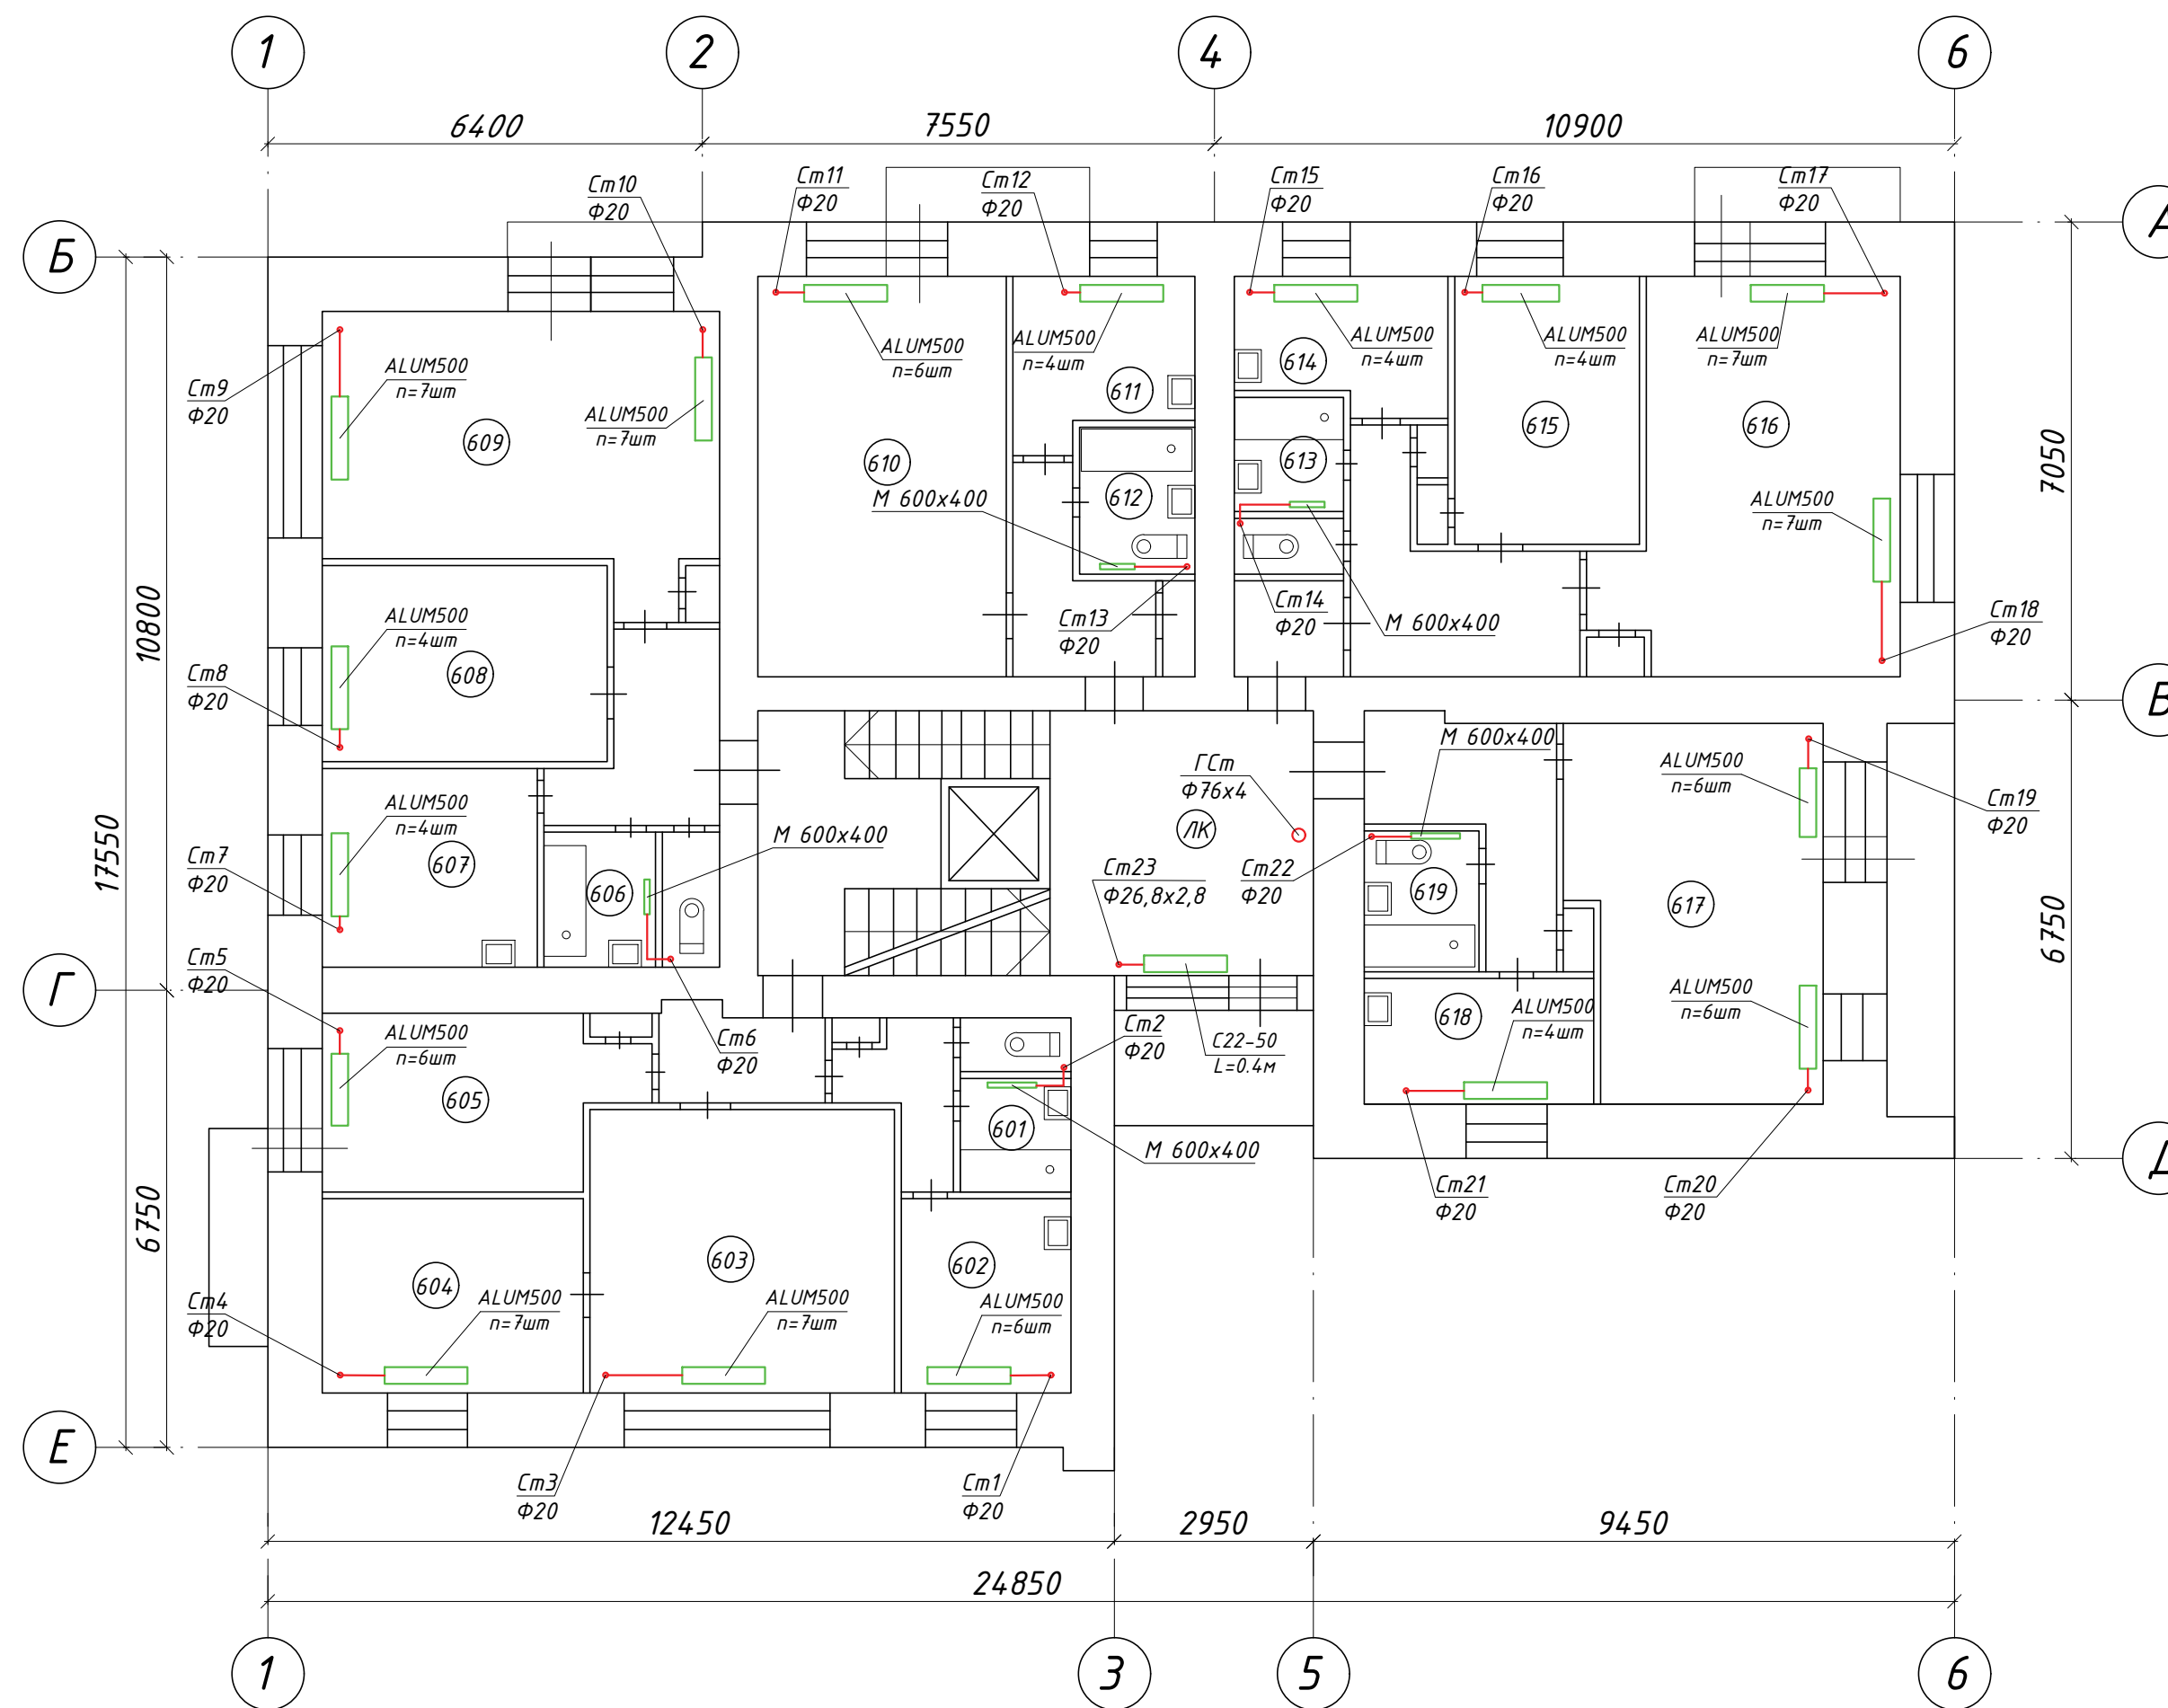 1
2
4
6
6400
7550
10900
Ст10
Ф20
Ст11
Ф20
Ст12
Ф20
Ст15
Ф20
Ст16
Ф20
Ст17
Ф20
Б
А
ALUM500
n=7шт
Ст9
Ф20
ALUM500
n=7шт
609
ALUM500
n=6шт
ALUM500
n=4шт
611
610
612
М 600х400
Ст13
Ф20
ALUM500
n=4шт
614
613
ALUM500
n=4шт
615
ALUM500
n=7шт
616
ALUM500
n=7шт
Ст14
Ф20
М 600х400
Ст18
Ф20
7050
10800
17550
ALUM500
n=4шт
608
Ст8
Ф20
В
ALUM500
n=4шт
607
Ст7
Ф20
606
М 600х400
ГСт
Ф76х4
ЛК
Ст23
Ф26,8х2,8
Ст22
Ф20
М 600х400
619
ALUM500
n=6шт
617
Ст19
Ф20
6750
Ст5
Ф20
Г
ALUM500
n=6шт
605
Ст6
Ф20
Ст2
Ф20
С22-50
L=0.4м
618
ALUM500
n=4шт
ALUM500
n=6шт
601
М 600х400
6750
Ст21
Ф20
Ст20
Ф20
Ст4
Ф20
604
ALUM500
n=7шт
603
ALUM500
n=7шт
602
ALUM500
n=6шт
Е
Ст3
Ф20
Ст1
Ф20
12450
2950
9450
24850
1
3
5
6